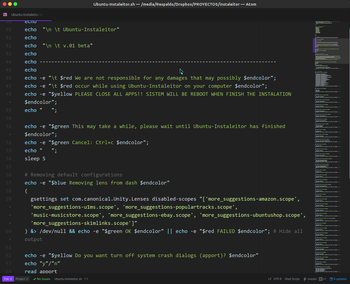 Ubuntu-Instaleitor.sh — /media/Respaldo/Dropbox/PROYECTOS/Instaleitor — Atom
Ubuntu-Instaleitor
echo "\n \t Ubuntu-Instaleitor"
echo
echo "\n \t v.01 beta"
echo
echo
echo -e "\t $red We are not responsible for any damages that may possibly $endcolor";
echo -e "\t $red occur while using Ubuntu-Instaleitor on your computer $endcolor";
echo -e "$yellow PLEASE CLOSE ALL APPS!! SISTEM WILL BE REBOOT WHEN FINISH THE INSTALATION
$endcolor";
echo " ";
echo -e "$green This may take a while, please wait until Ubuntu-Instaleitor has finished
$endcolor";
echo -e "$green Cancel: Ctrl+c $endcolor";
echo " ";
sleep 5
# Removing default configurations
echo -e "$blue Removing lens from dash $endcolor"
(
gsettings set com.canonical.Unity.Lenses disabled-scopes "['more_suggestions-amazon.scope',
'more_suggestions-u1ms.scope', 'more_suggestions-populartracks.scope',
'music-musicstore.scope', 'more_suggestions-ebay.scope', 'more_suggestions-ubuntushop.scope',
'more_suggestions-skimlinks.scope']"
) &> /dev/null && echo -e "$green OK $endcolor" || echo -e "$red FAILED $endcolor"; # Hide all
output
echo -e "$yellow Do you want turn off system crash dialogs (apport)? $endcolor"
echo "y"/"n"
read apport